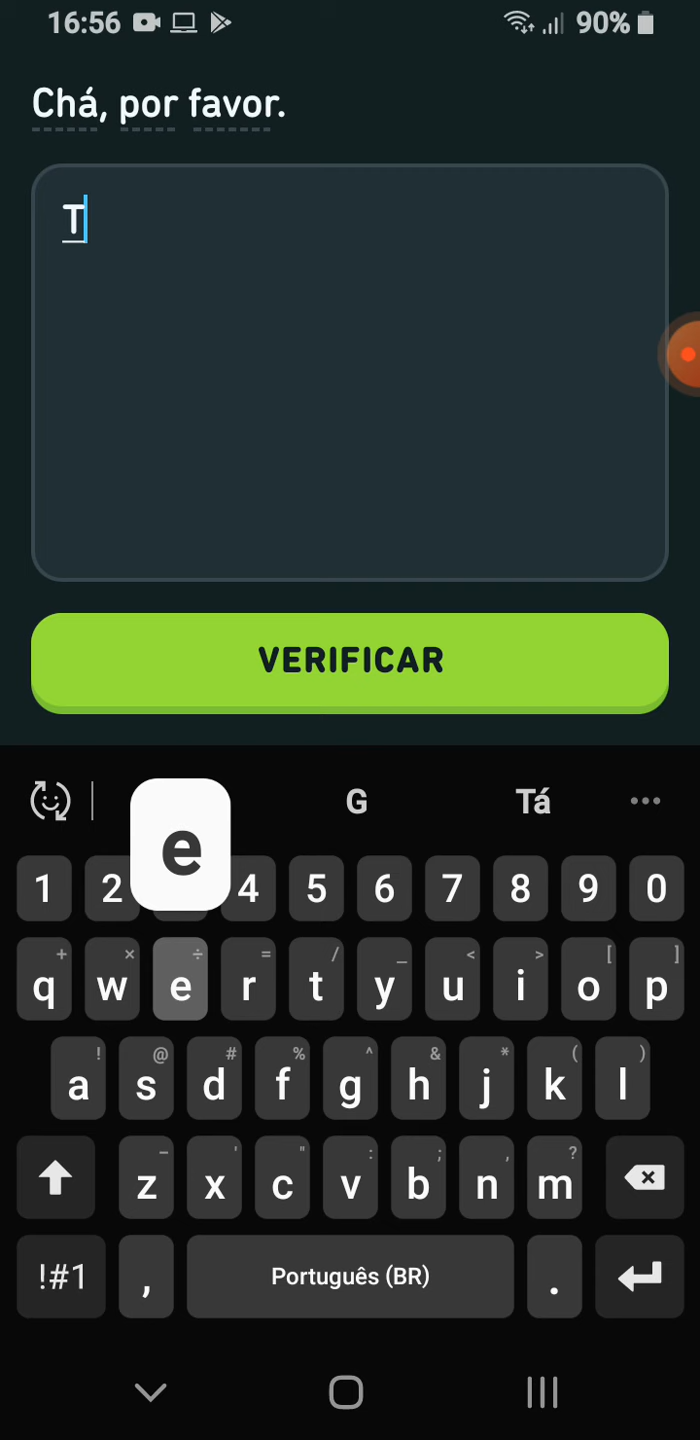 16:56 90%
Chá, por favor.
T
VERIFICAR
e G Tá
1 2 4 5 6 7 8 9 0
+ × ÷ = / _ < > [ ]
q w e r t y u i o p
! @ # % ^ & * ( )
a s d f g h j k l
- ' " : ; , ?
z x c v b n m
!#1 , Português (BR) .